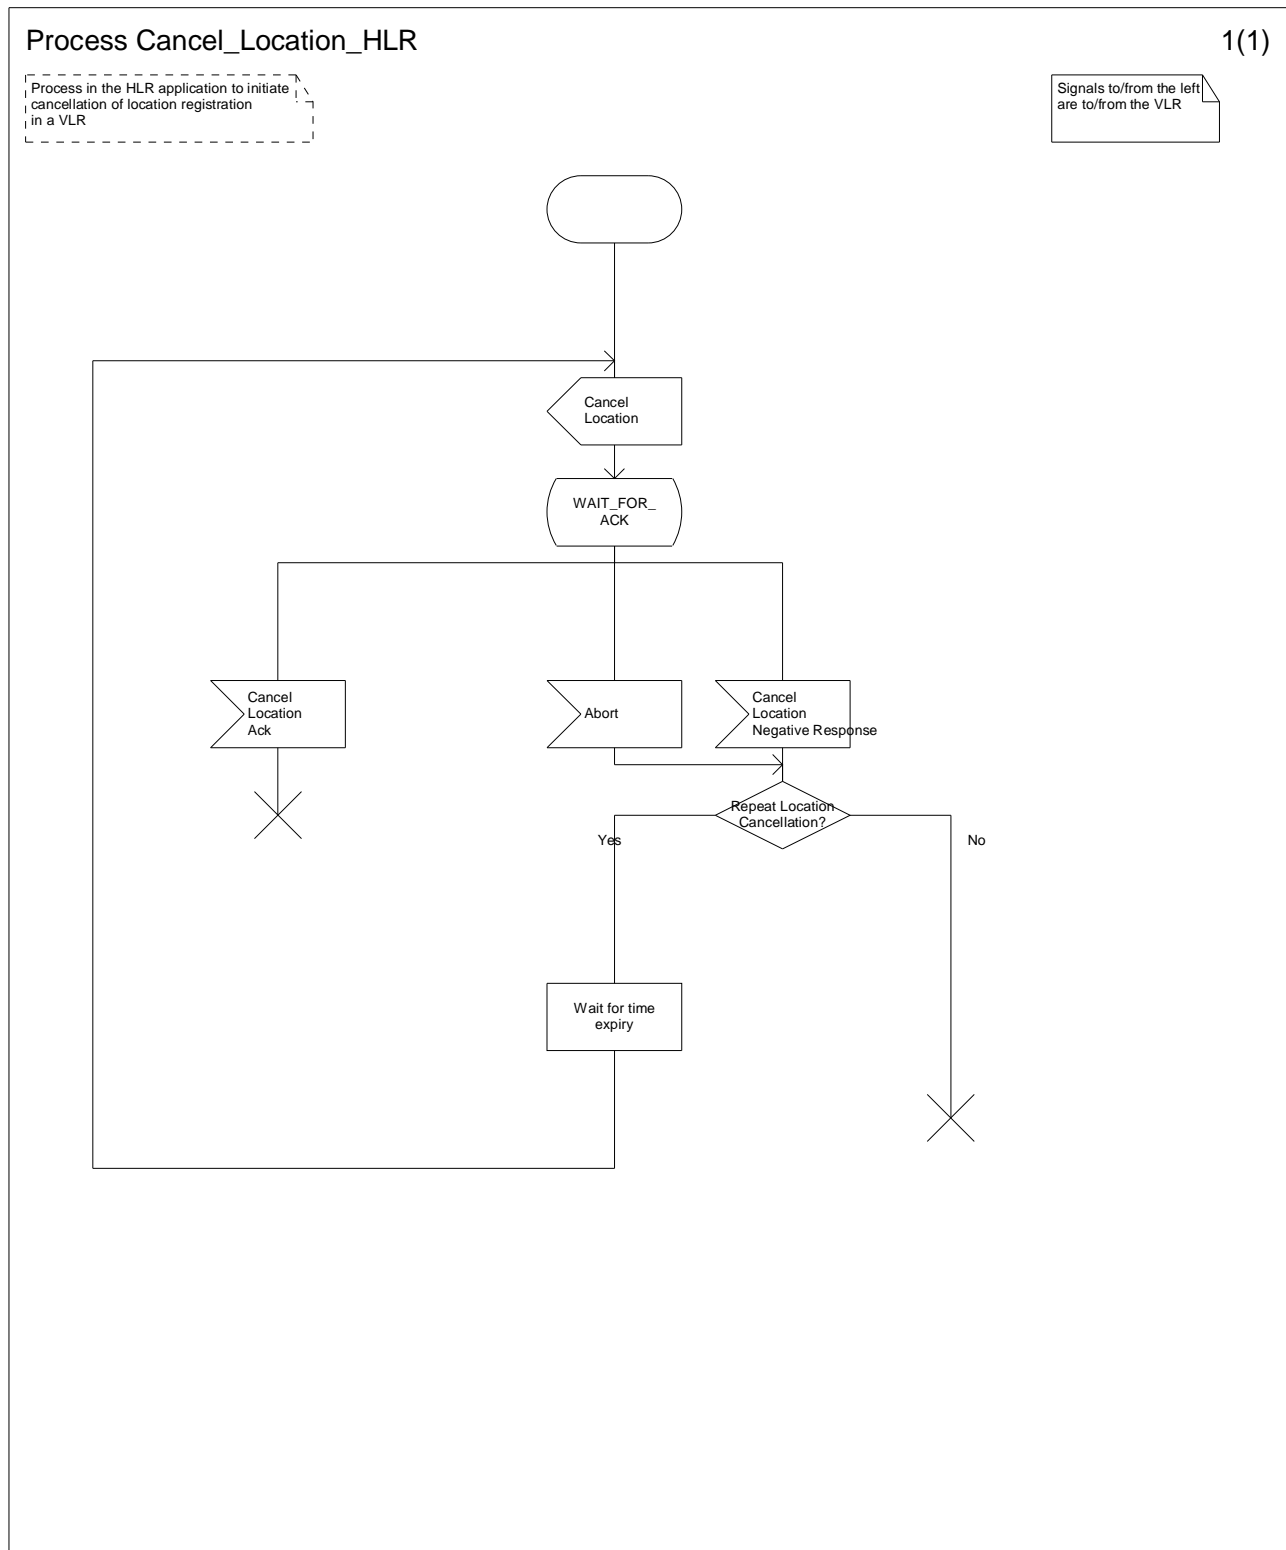 Process Cancel_Location_HLR
1(1)
Process in the HLR application to initiate
cancellation of location registration
in a VLR
Signals to/from the left
are to/from the VLR
Cancel
Location
WAIT_FOR_
ACK
Cancel
Location
Ack
Abort
Cancel
Location
Negative Response
Repeat Location
Cancellation?
Yes
No
Wait for time
expiry